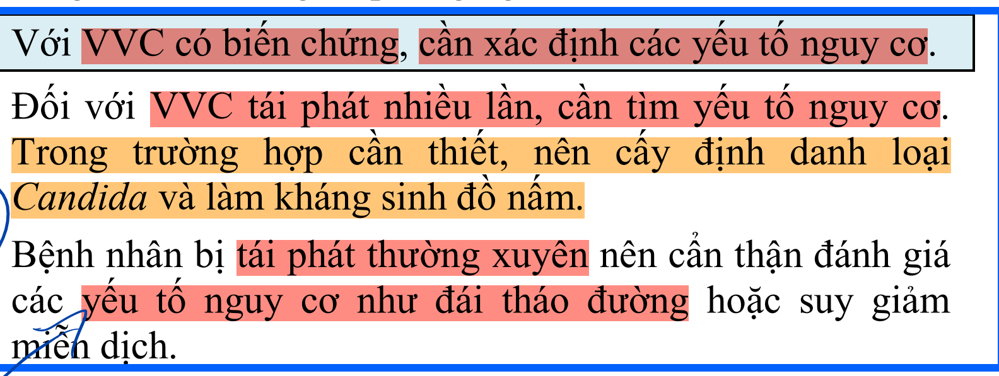 Với VVC có biến chứng, cần xác định các yếu tố nguy cơ.
Đối với VVC tái phát nhiều lần, cần tìm yếu tố nguy cơ.
Trong trường hợp cần thiết, nên cấy định danh loại
Candida và làm kháng sinh đồ nấm.
Bệnh nhân bị tái phát thường xuyên nên cẩn thận đánh giá
các yếu tố nguy cơ như đái tháo đường hoặc suy giảm
miễn dịch.